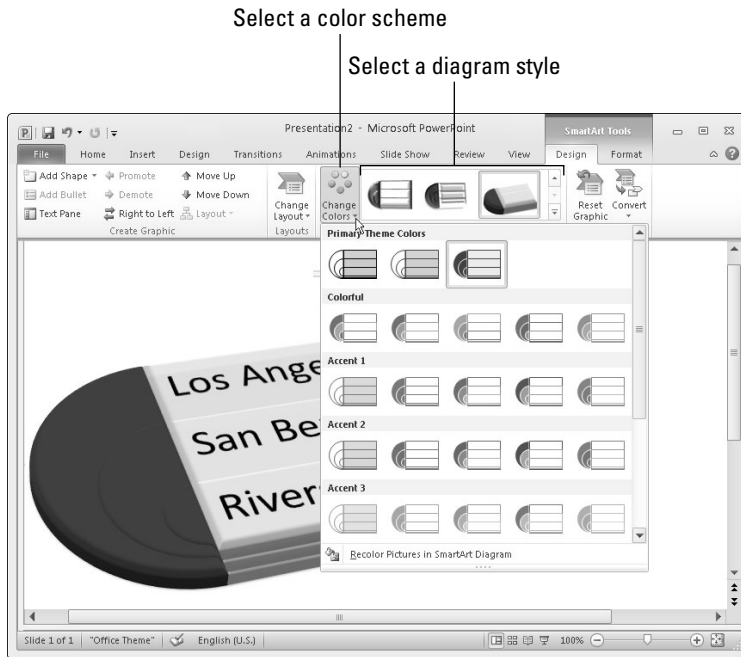 Select a color scheme
Select a diagram style
Presentation2 - Microsoft PowerPoint
SmartArt Tools
File Home Insert Design Transitions Animations Slide Show Review View Design Format
Add Shape Promote Move Up
Add Bullet Demote Move Down
Text Pane Right to Left Layout
Change Layout
Change Colors
Reset Graphic
Convert
Create Graphic
Layouts
Primary Theme Colors
Colorful
Accent 1
Accent 2
Accent 3
Recolor Pictures in SmartArt Diagram
Los Ange
San Be
Rivers
Slide 1 of 1 "Office Theme" English (U.S.) 100%